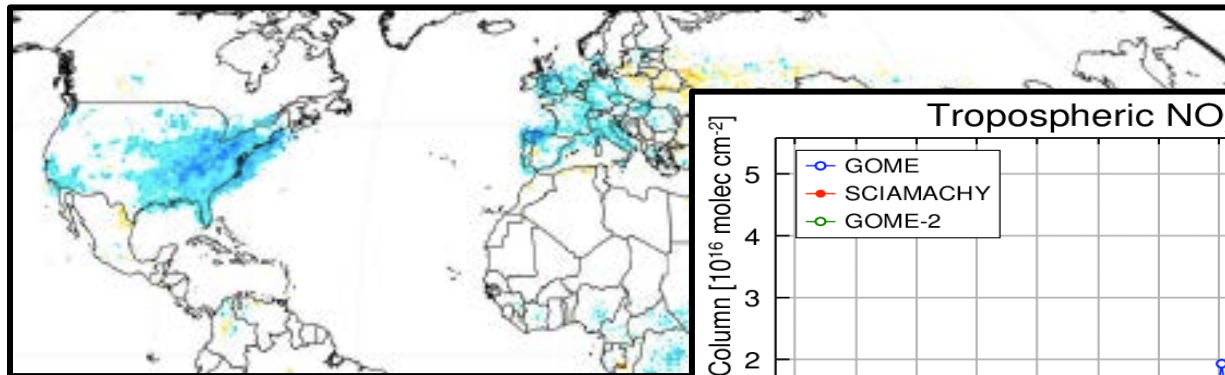 Tropospheric NO
Column [10¹⁶ molec cm⁻²]
GOME
SCIAMACHY
GOME-2
5
4
3
2